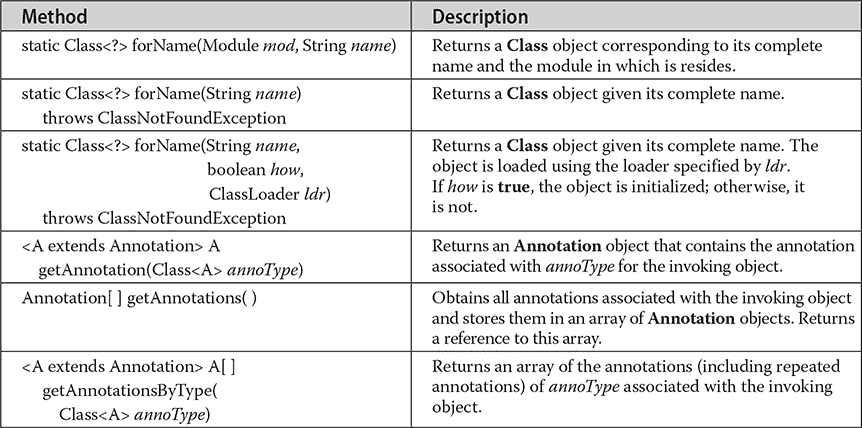 Method
Description
static Class<?> forName(Module mod, String name)
Returns a Class object corresponding to its complete
name and the module in which is resides.
static Class<?> forName(String name)
throws ClassNotFoundException
Returns a Class object given its complete name.
static Class<?> forName(String name,
boolean how,
ClassLoader ldr)
throws ClassNotFoundException
Returns a Class object given its complete name. The
object is loaded using the loader specified by ldr.
If how is true, the object is initialized; otherwise, it
is not.
<A extends Annotation> A
getAnnotation(Class<A> annoType)
Returns an Annotation object that contains the annotation
associated with annoType for the invoking object.
Annotation[ ] getAnnotations( )
Obtains all annotations associated with the invoking object
and stores them in an array of Annotation objects. Returns
a reference to this array.
<A extends Annotation> A[ ]
getAnnotationsByType(
Class<A> annoType)
Returns an array of the annotations (including repeated
annotations) of annoType associated with the invoking
object.